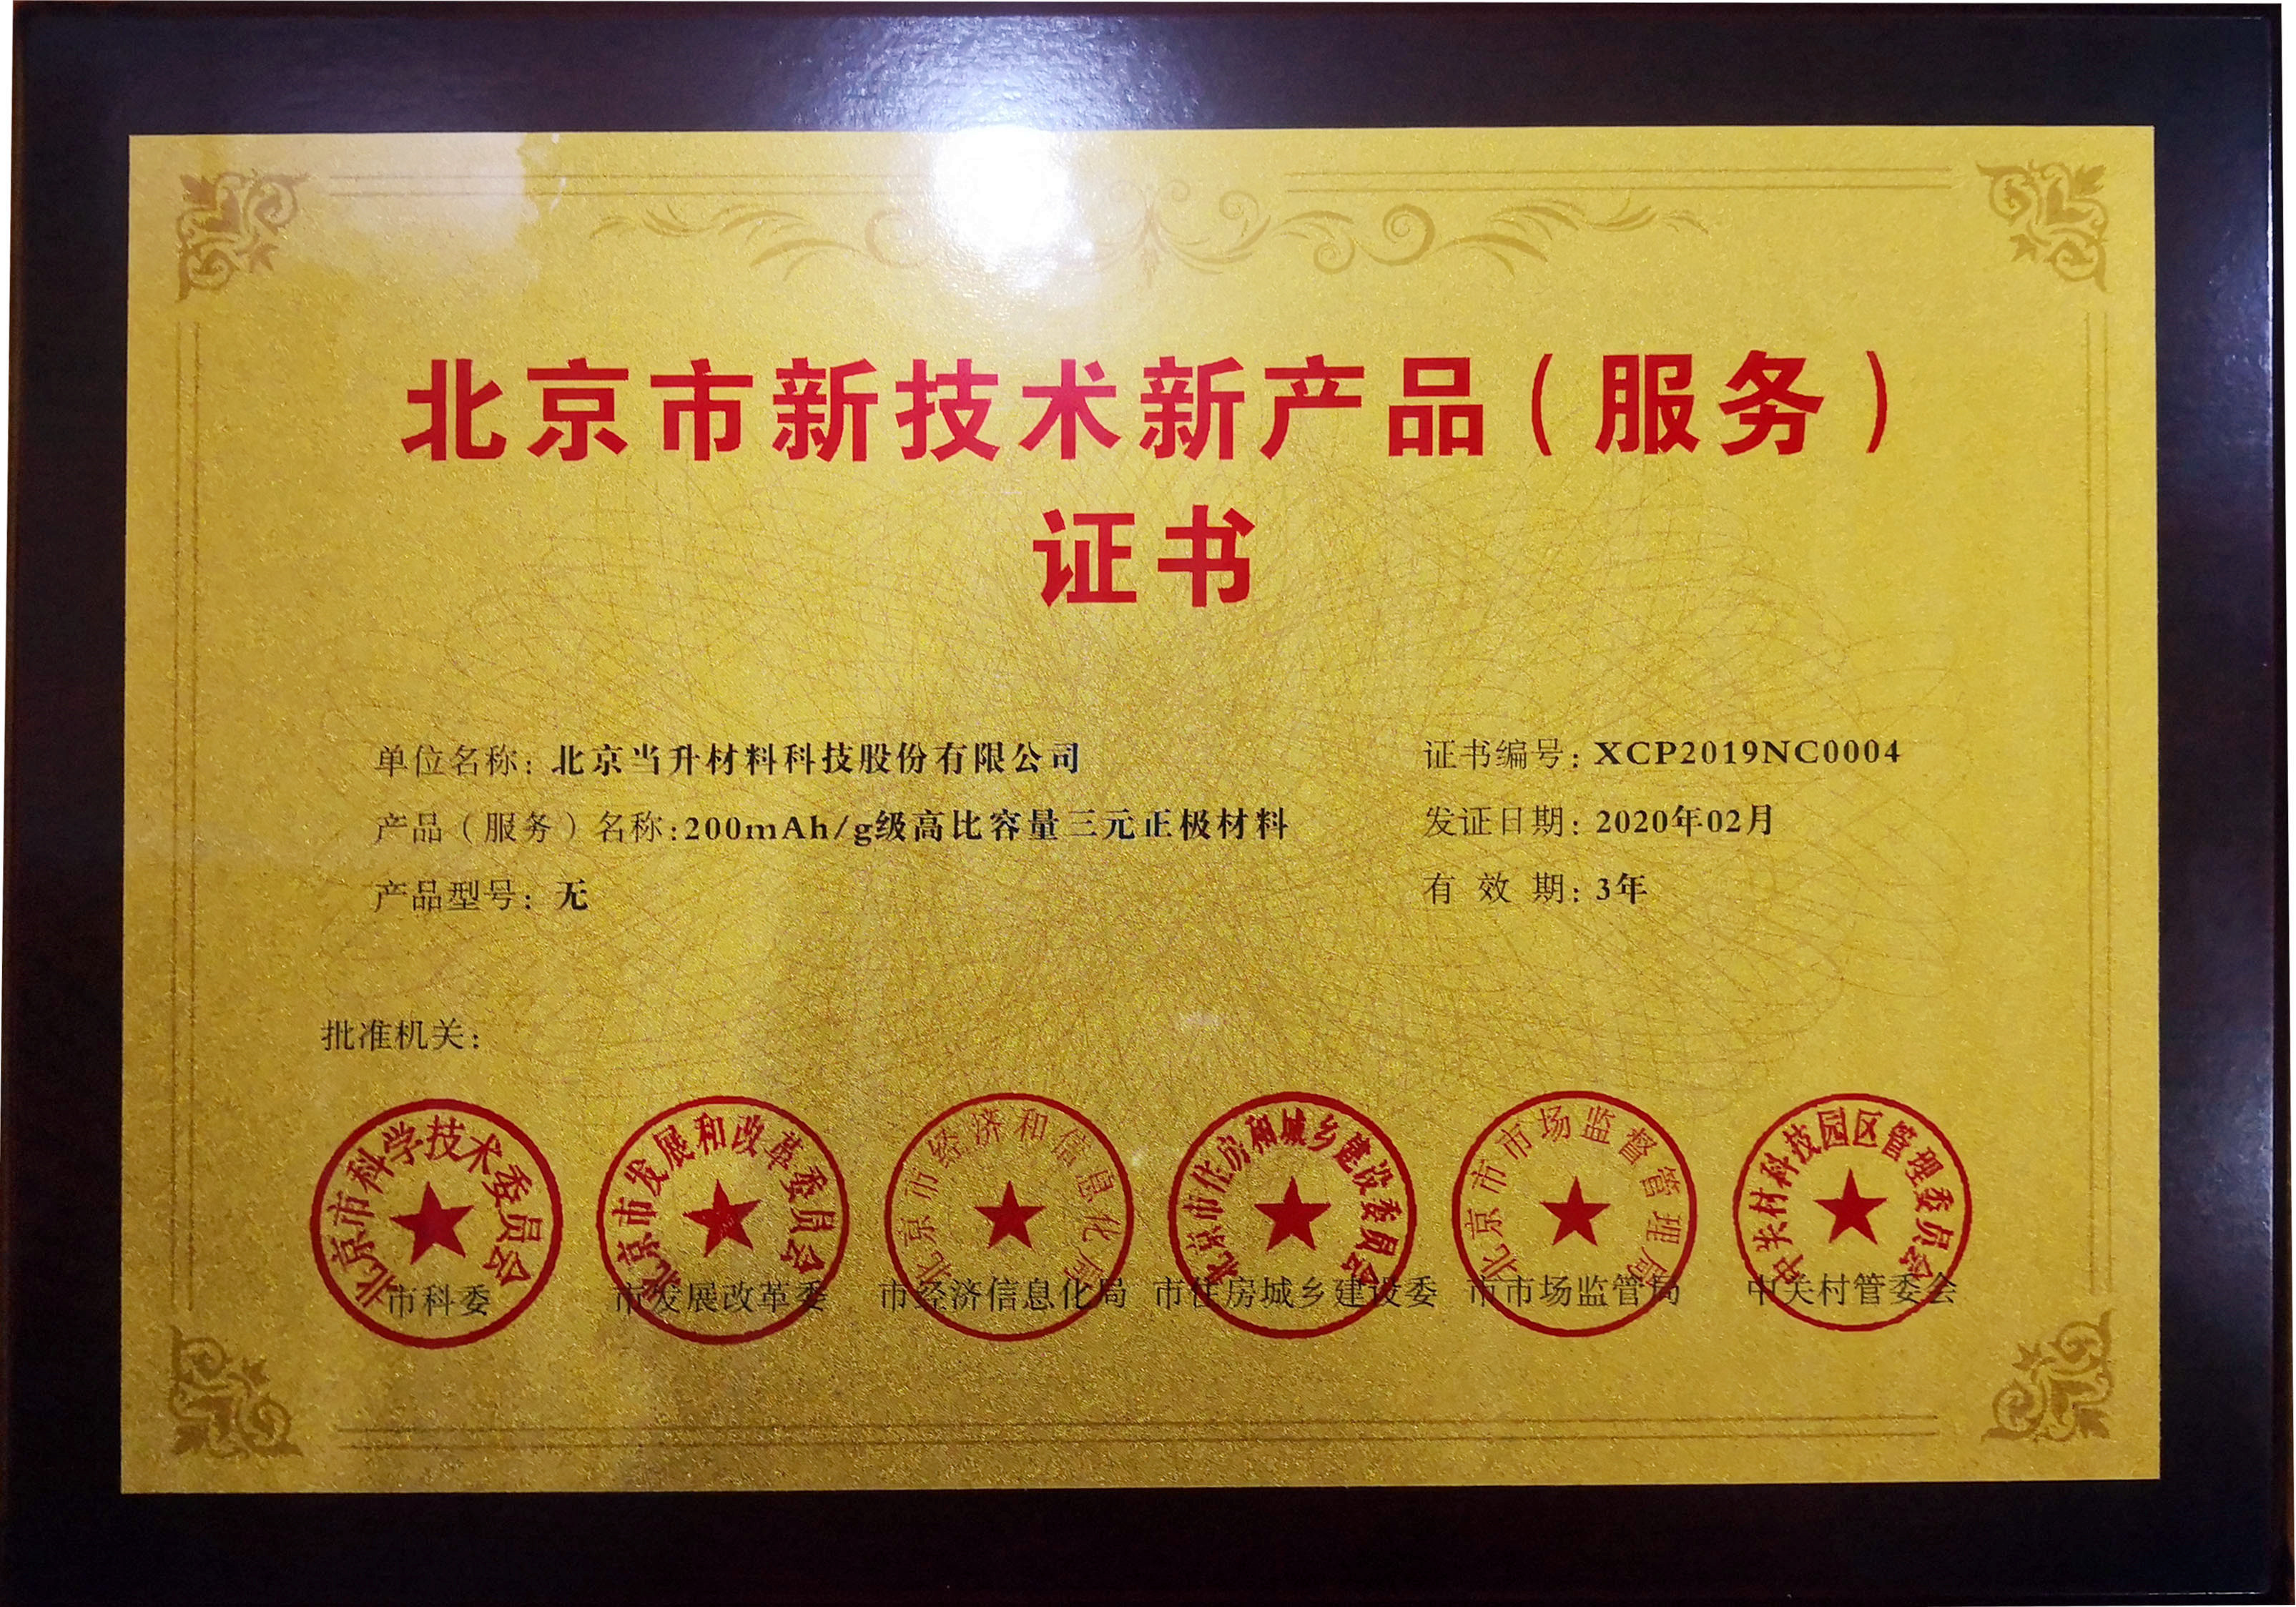 北京市新技术新产品(服务)
证书
单位名称: 北京当升材料科技股份有限公司
产品(服务)名称:200mAh/g级高比容量三元正极材料
产品型号: 无
证书编号: XCP2019NC0004
发证日期: 2020年02月
有 效 期: 3年
批准机关:
北京市科学技术委员会
北京市发展和改革委员会
北京市经济和信息化局
北京市住房和城乡建设委员会
北京市市场监督管理局
中关村科技园区管理委员会
市科委
市发展改革委
市经济信息化局
市住房城乡建设委
市市场监管局
中关村管委会